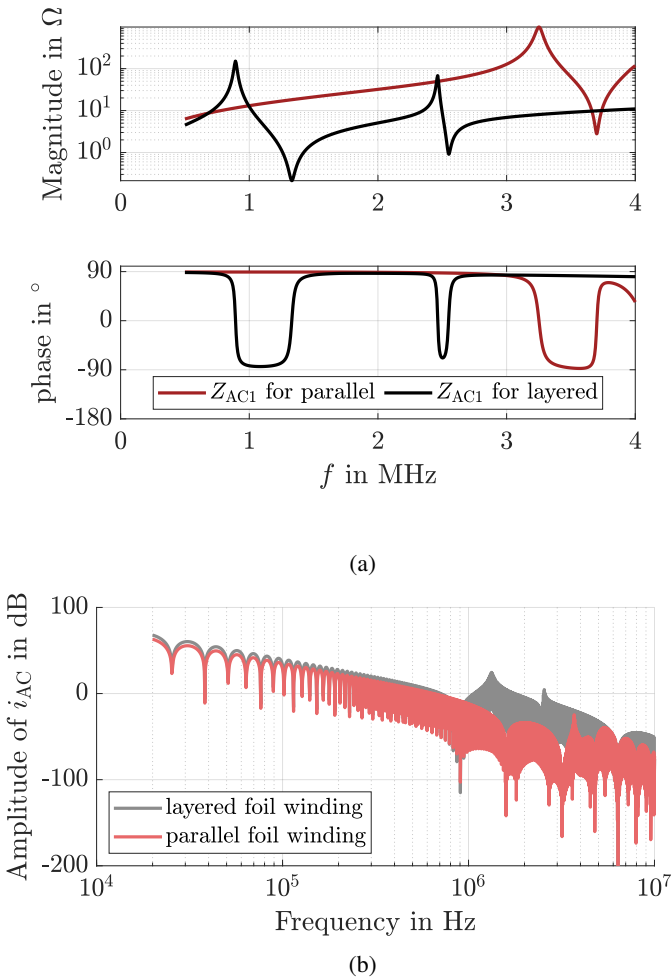 Magnitude in Ω
10²
10¹
10⁰
0 1 2 3 4
phase in °
90
0
-90
-180
Z_AC1 for parallel Z_AC1 for layered
0 1 2 3 4
f in MHz
(a)
Amplitude of i_AC in dB
100
0
-100
-200
layered foil winding
parallel foil winding
10⁴ 10⁵ 10⁶ 10⁷
Frequency in Hz
(b)